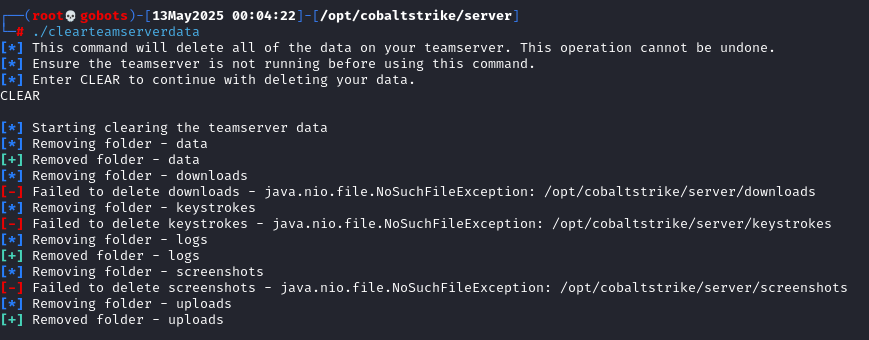 ┌──(root💀gobots)-[13May2025 00:04:22]-[/opt/cobaltstrike/server]
└─# ./clearteamserverdata
[*] This command will delete all of the data on your teamserver. This operation cannot be undone.
[*] Ensure the teamserver is not running before using this command.
[*] Enter CLEAR to continue with deleting your data.
CLEAR
[*] Starting clearing the teamserver data
[*] Removing folder - data
[+] Removed folder - data
[*] Removing folder - downloads
[-] Failed to delete downloads - java.nio.file.NoSuchFileException: /opt/cobaltstrike/server/downloads
[*] Removing folder - keystrokes
[-] Failed to delete keystrokes - java.nio.file.NoSuchFileException: /opt/cobaltstrike/server/keystrokes
[*] Removing folder - logs
[+] Removed folder - logs
[*] Removing folder - screenshots
[-] Failed to delete screenshots - java.nio.file.NoSuchFileException: /opt/cobaltstrike/server/screenshots
[*] Removing folder - uploads
[+] Removed folder - uploads